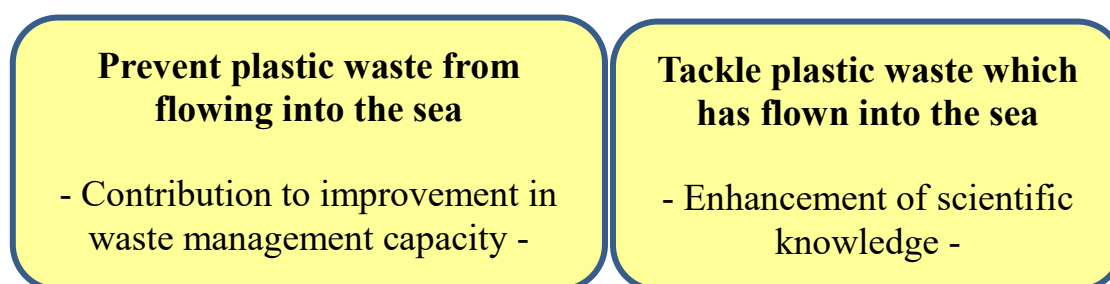 Prevent plastic waste from
flowing into the sea
- Contribution to improvement in
waste management capacity -
Tackle plastic waste which
has flown into the sea
- Enhancement of scientific
knowledge -